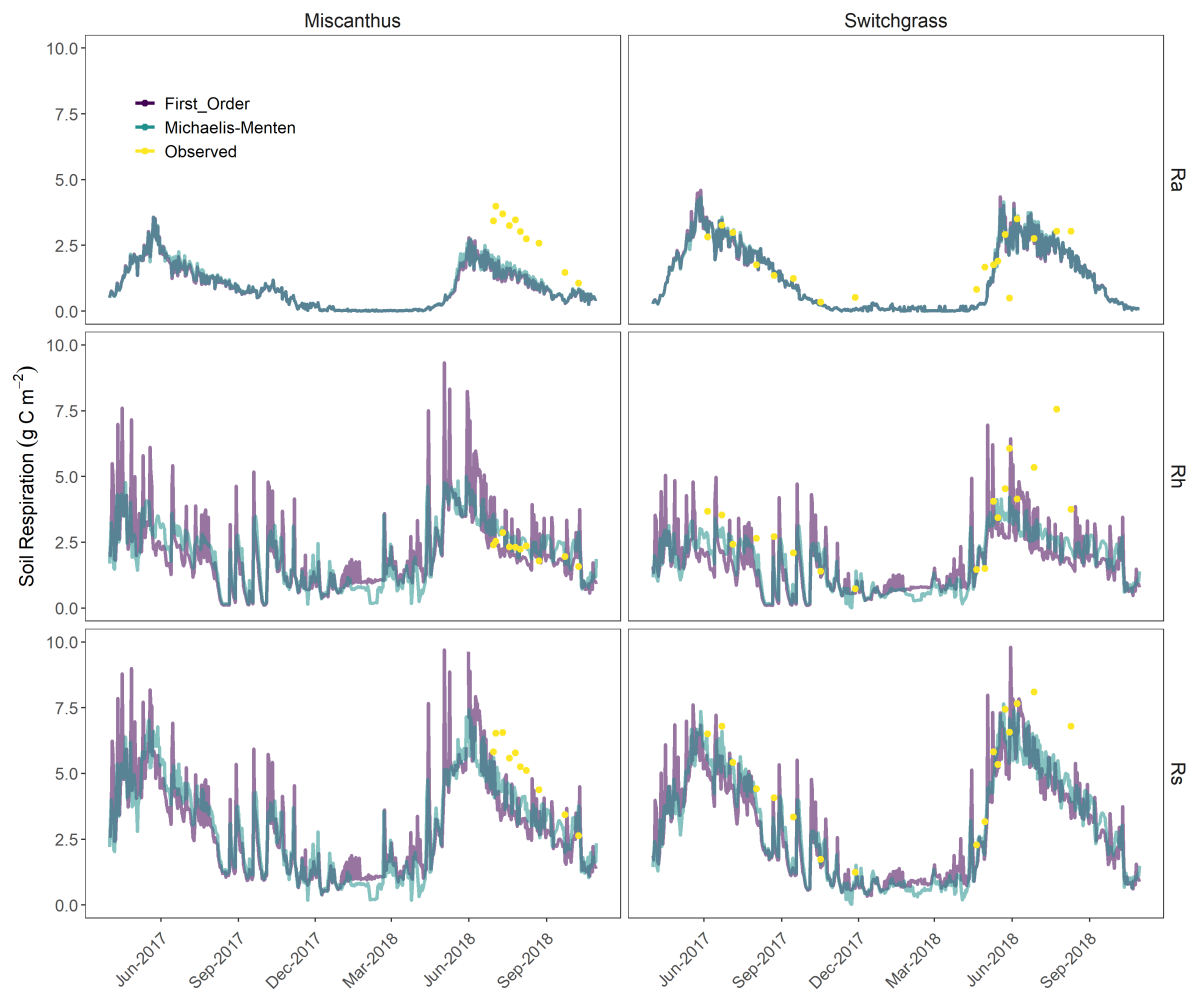 Miscanthus
Switchgrass
10.0
7.5
5.0
2.5
0.0
First_Order
Michaelis-Menten
Observed
Ra
10.0
7.5
5.0
2.5
0.0
Rh
Soil Respiration (g C m⁻²)
10.0
7.5
5.0
2.5
0.0
Rs
Jun-2017
Sep-2017
Dec-2017
Mar-2018
Jun-2018
Sep-2018
Jun-2017
Sep-2017
Dec-2017
Mar-2018
Jun-2018
Sep-2018